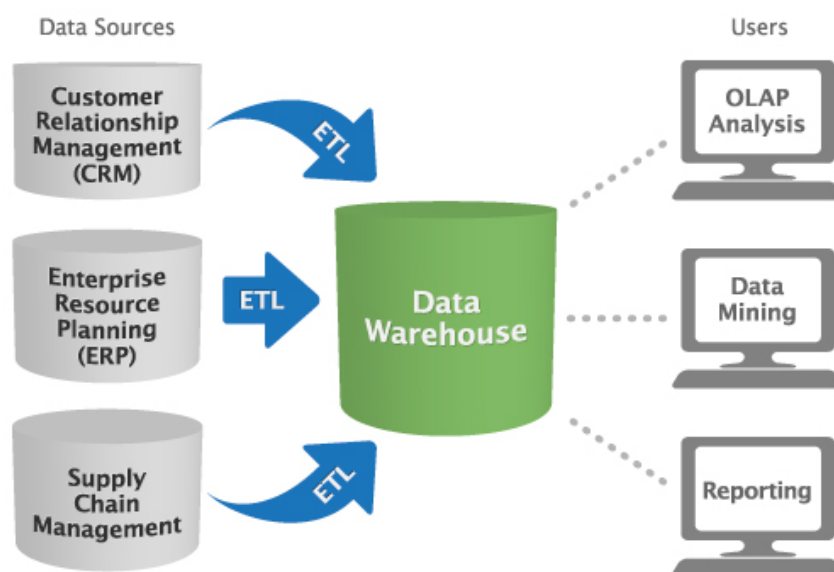 Data Sources
Users
Customer
Relationship
Management
(CRM)
ETL
OLAP
Analysis
Enterprise
Resource
Planning
(ERP)
ETL
Data
Warehouse
Data
Mining
Supply
Chain
Management
ETL
Reporting